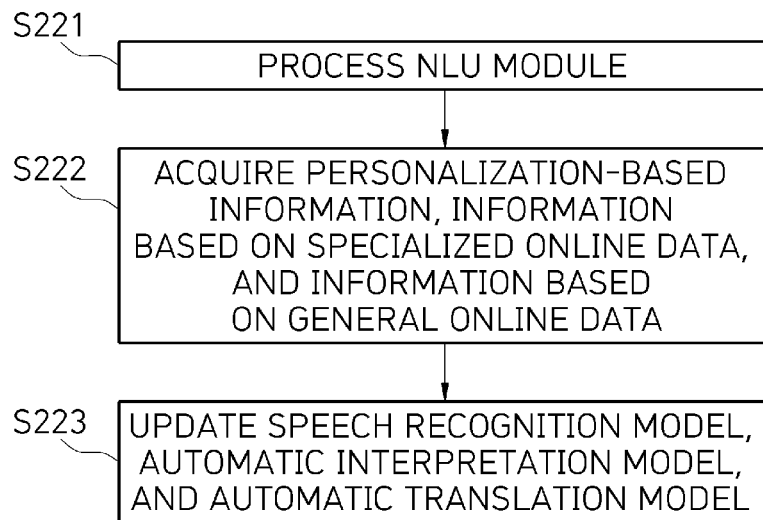 S221
PROCESS NLU MODULE
S222
ACQUIRE PERSONALIZATION-BASED
INFORMATION, INFORMATION
BASED ON SPECIALIZED ONLINE DATA,
AND INFORMATION BASED
ON GENERAL ONLINE DATA
S223
UPDATE SPEECH RECOGNITION MODEL,
AUTOMATIC INTERPRETATION MODEL,
AND AUTOMATIC TRANSLATION MODEL